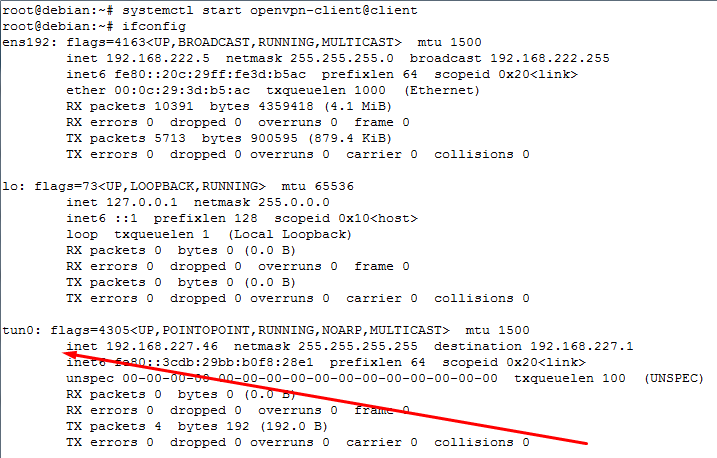 root@debian:~# systemctl start openvpn-client@client
root@debian:~# ifconfig
ens192: flags=4163<UP,BROADCAST,RUNNING,MULTICAST>  mtu 1500
        inet 192.168.222.5  netmask 255.255.255.0  broadcast 192.168.222.255
        inet6 fe80::20c:29ff:fe3d:b5ac  prefixlen 64  scopeid 0x20<link>
        ether 00:0c:29:3d:b5:ac  txqueuelen 1000  (Ethernet)
        RX packets 10391  bytes 4359418 (4.1 MiB)
        RX errors 0  dropped 0  overruns 0  frame 0
        TX packets 5713  bytes 900595 (879.4 KiB)
        TX errors 0  dropped 0 overruns 0  carrier 0  collisions 0

lo: flags=73<UP,LOOPBACK,RUNNING>  mtu 65536
        inet 127.0.0.1  netmask 255.0.0.0
        inet6 ::1  prefixlen 128  scopeid 0x10<host>
        loop  txqueuelen 1  (Local Loopback)
        RX packets 0  bytes 0 (0.0 B)
        RX errors 0  dropped 0  overruns 0  frame 0
        TX packets 0  bytes 0 (0.0 B)
        TX errors 0  dropped 0 overruns 0  carrier 0  collisions 0

tun0: flags=4305<UP,POINTOPOINT,RUNNING,NOARP,MULTICAST>  mtu 1500
        inet 192.168.227.46  netmask 255.255.255.255  destination 192.168.227.1
        inet6 fe80::3cdb:29bb:b0f8:28e1  prefixlen 64  scopeid 0x20<link>
        unspec 00-00-00-00-00-00-00-00-00-00-00-00-00-00-00-00  txqueuelen 100  (UNSPEC)
        RX packets 0  bytes 0 (0.0 B)
        RX errors 0  dropped 0  overruns 0  frame 0
        TX packets 4  bytes 192 (192.0 B)
        TX errors 0  dropped 0 overruns 0  carrier 0  collisions 0